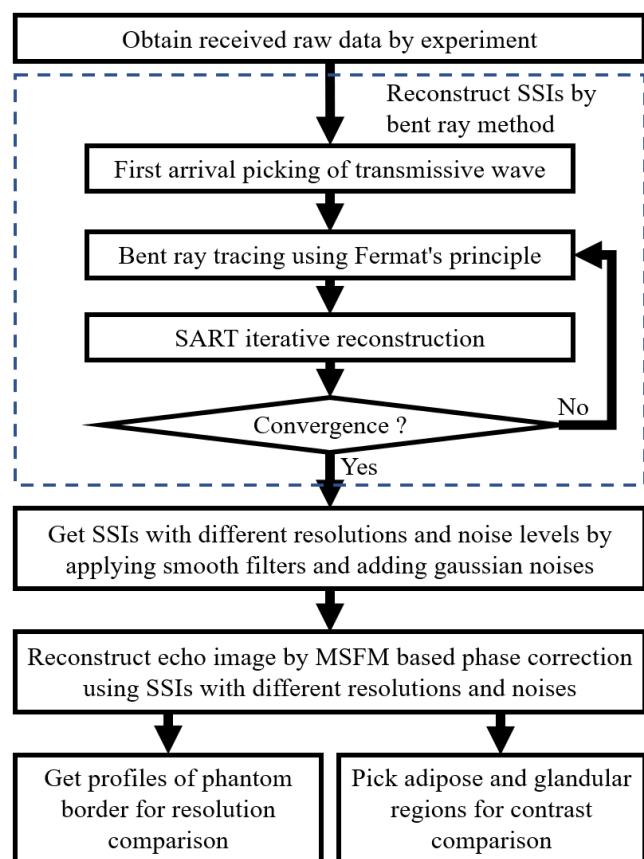 Obtain received raw data by experiment
Reconstruct SSIs by
bent ray method
First arrival picking of transmissive wave
Bent ray tracing using Fermat's principle
SART iterative reconstruction
Convergence ?
No
Yes
Get SSIs with different resolutions and noise levels by
applying smooth filters and adding gaussian noises
Reconstruct echo image by MSFM based phase correction
using SSIs with different resolutions and noises
Get profiles of phantom
border for resolution
comparison
Pick adipose and glandular
regions for contrast
comparison